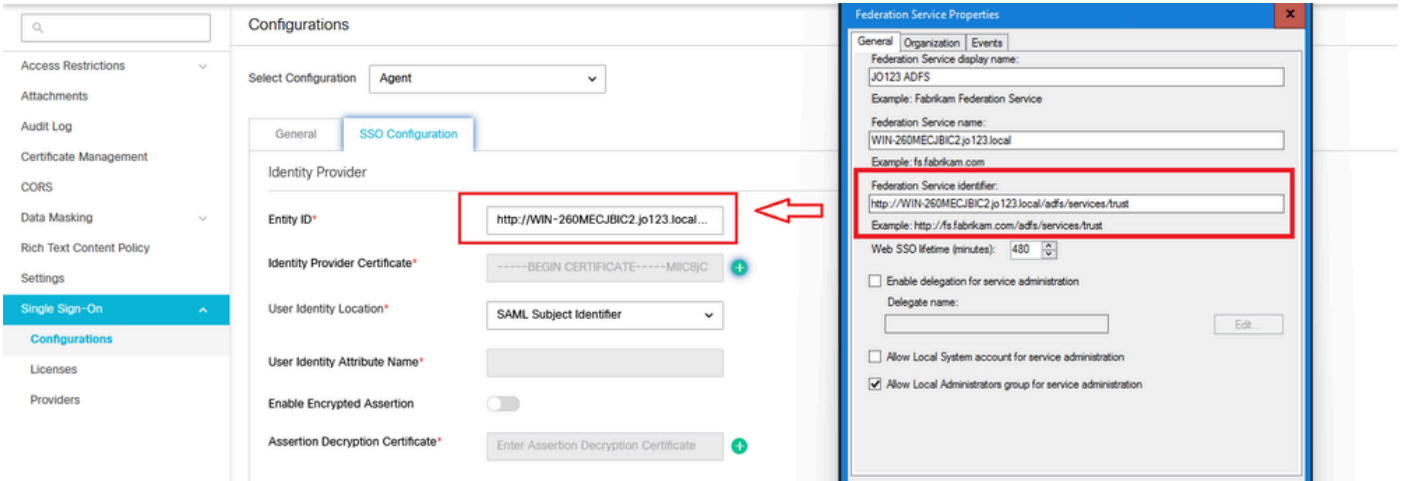 Configurations
Access Restrictions
Attachments
Audit Log
Certificate Management
CORS
Data Masking
Rich Text Content Policy
Settings
Single Sign-On
Configurations
Licenses
Providers
Select Configuration Agent
General SSO Configuration
Identity Provider
Entity ID* http://WIN-260MECJBIC2.jo123.local...
Identity Provider Certificate* -----BEGIN CERTIFICATE-----MIIC8jC
User Identity Location* SAML Subject Identifier
User Identity Attribute Name*
Enable Encrypted Assertion
Assertion Decryption Certificate* Enter Assertion Decryption Certificate
Federation Service Properties
General Organization Events
Federation Service display name:
JO123 ADFS
Example: Fabrikam Federation Service
Federation Service name:
WIN-260MECJBIC2.jo123.local
Example: fs.fabrikam.com
Federation Service identifier:
http://WIN-260MECJBIC2.jo123.local/adfs/services/trust
Example: http://fs.fabrikam.com/adfs/services/trust
Web SSO lifetime (minutes): 480
Enable delegation for service administration
Delegate name:
Edit...
Allow Local System account for service administration
Allow Local Administrators group for service administration